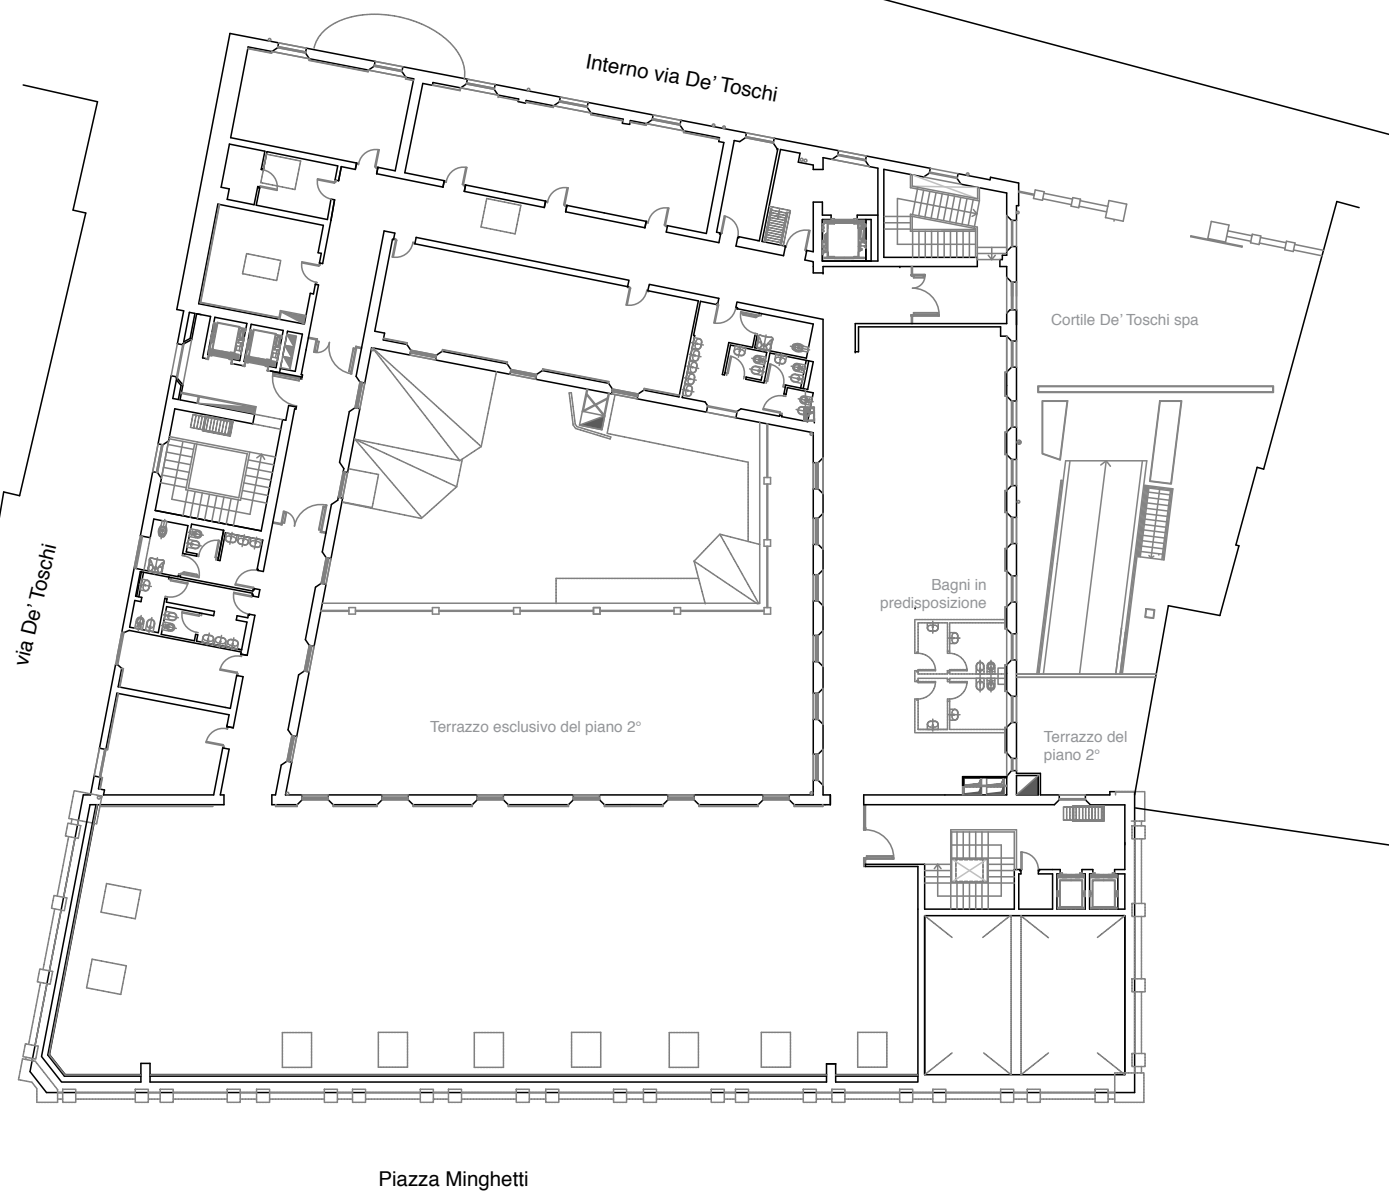 Interno via De’ Toschi
Cortile De’ Toschi spa
via De’ Toschi
Bagni in
predisposizione
Terrazzo esclusivo del piano 2°
Terrazzo del
piano 2°
Piazza Minghetti